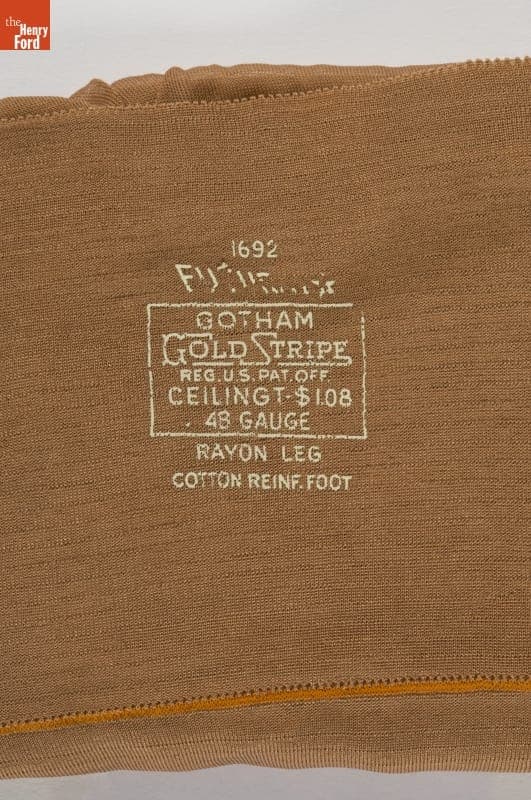 the
Henry
Ford
1692
GOTHAM
GOLD STRIPE
REG. U.S. PAT. OFF.
CEILINGT-$1.08
48 GAUGE
RAYON LEG
COTTON REINF. FOOT